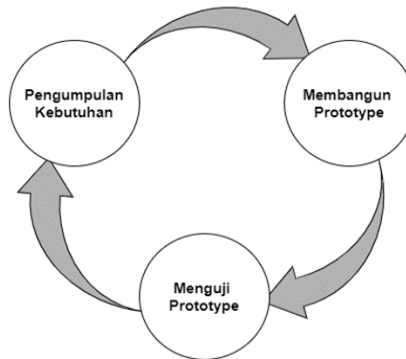 Pengumpulan
Kebutuhan
Membangun
Prototype
Menguji
Prototype